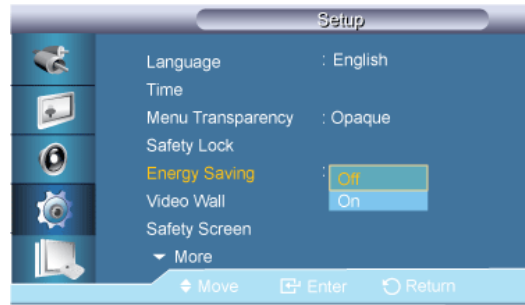 Setup
Language : English
Time
Menu Transparency : Opaque
Safety Lock
Energy Saving : Off
On
Video Wall
Safety Screen
More
Move Enter Return